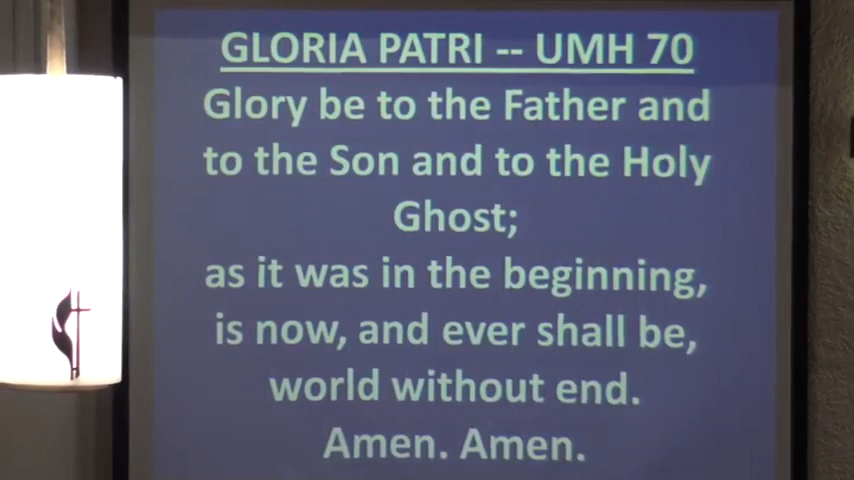 GLORIA PATRI -- UMH 70
Glory be to the Father and
to the Son and to the Holy
Ghost;
as it was in the beginning,
is now, and ever shall be,
world without end.
Amen. Amen.